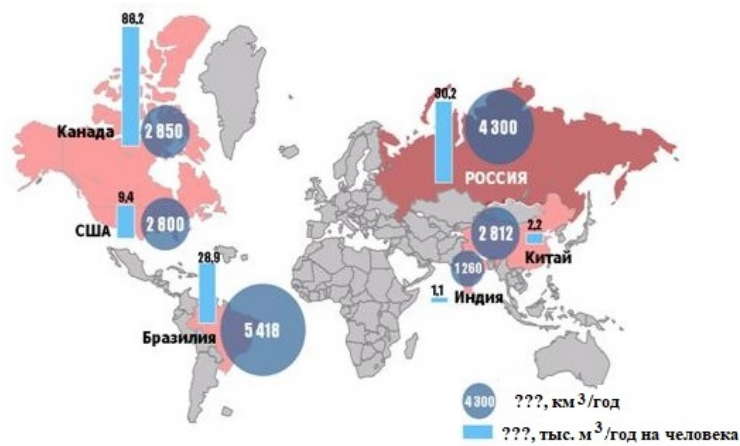 88,2
Канада
2 850
9,4
США
2 800
28,9
Бразилия
5 418
30,2
4 300
РОССИЯ
2 812
2,2
Китай
1 260
1,1
Индия
4 300 ???, км³/год
???, тыс. м³/год на человека